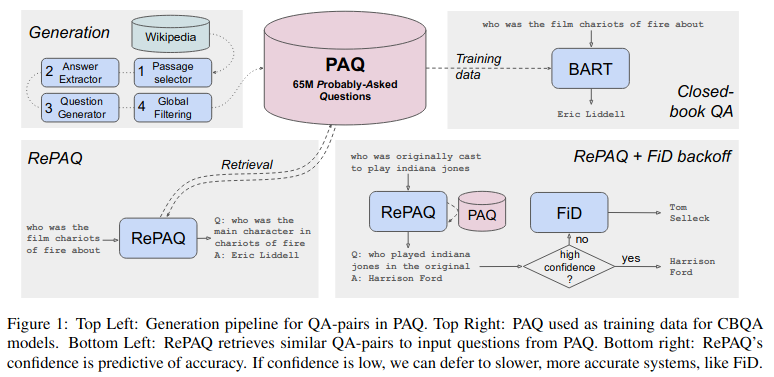 Generation
Wikipedia
2 Answer Extractor
1 Passage selector
3 Question Generator
4 Global Filtering
PAQ
65M Probably-Asked
Questions
Training
data
who was the film chariots of fire about
BART
Eric Liddell
Closed-
book QA
RePAQ
Retrieval
who was the
film chariots
of fire about
RePAQ
Q: who was the
main character in
chariots of fire
A: Eric Liddell
RePAQ + FiD backoff
who was originally cast
to play indiana jones
RePAQ
PAQ
Q: who played indiana
jones in the original
A: Harrison Ford
high
confidence
?
no
yes
FiD
Tom
Selleck
Harrison
Ford
Figure 1: Top Left: Generation pipeline for QA-pairs in PAQ. Top Right: PAQ used as training data for CBQA
models. Bottom Left: RePAQ retrieves similar QA-pairs to input questions from PAQ. Bottom right: RePAQ's
confidence is predictive of accuracy. If confidence is low, we can defer to slower, more accurate systems, like FiD.